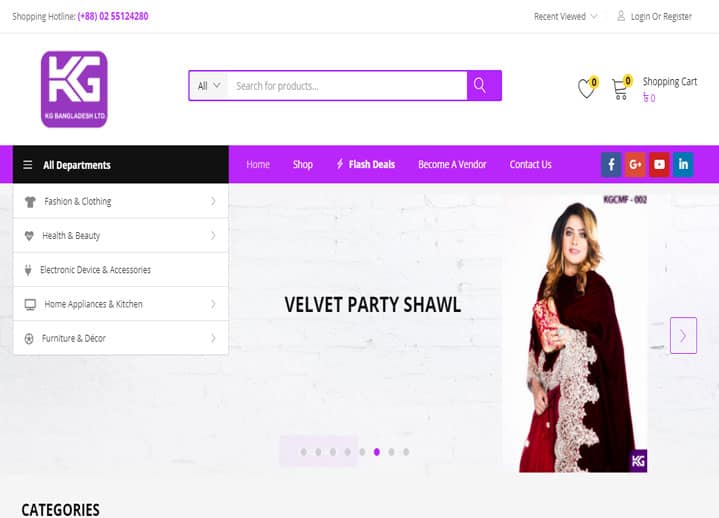 Shopping Hotline: (+88) 02 55124280
Recent Viewed
Login Or Register
KG
KG BANGLADESH LTD.
All
Search for products...
0
0
Shopping Cart
৳ 0
All Departments
Home
Shop
Flash Deals
Become A Vendor
Contact Us
f
G+
in
Fashion & Clothing
Health & Beauty
Electronic Device & Accessories
Home Appliances & Kitchen
Furniture & Décor
KGCMF - 002
VELVET PARTY SHAWL
KG
CATEGORIES